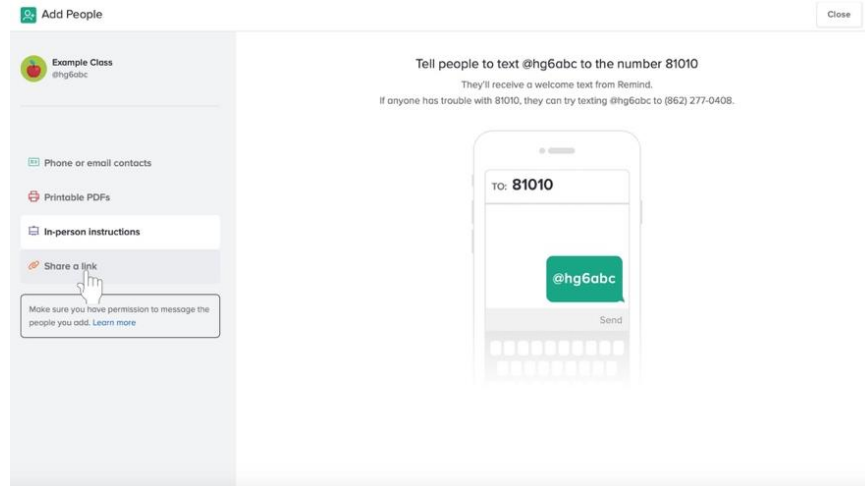 Add People
Close
Example Class
@hg6abc
Phone or email contacts
Printable PDFs
In-person instructions
Share a link
Make sure you have permission to message the
people you add. Learn more
Tell people to text @hg6abc to the number 81010
They'll receive a welcome text from Remind.
If anyone has trouble with 81010, they can try texting @hg6abc to (862) 277-0408.
TO: 81010
@hg6abc
Send